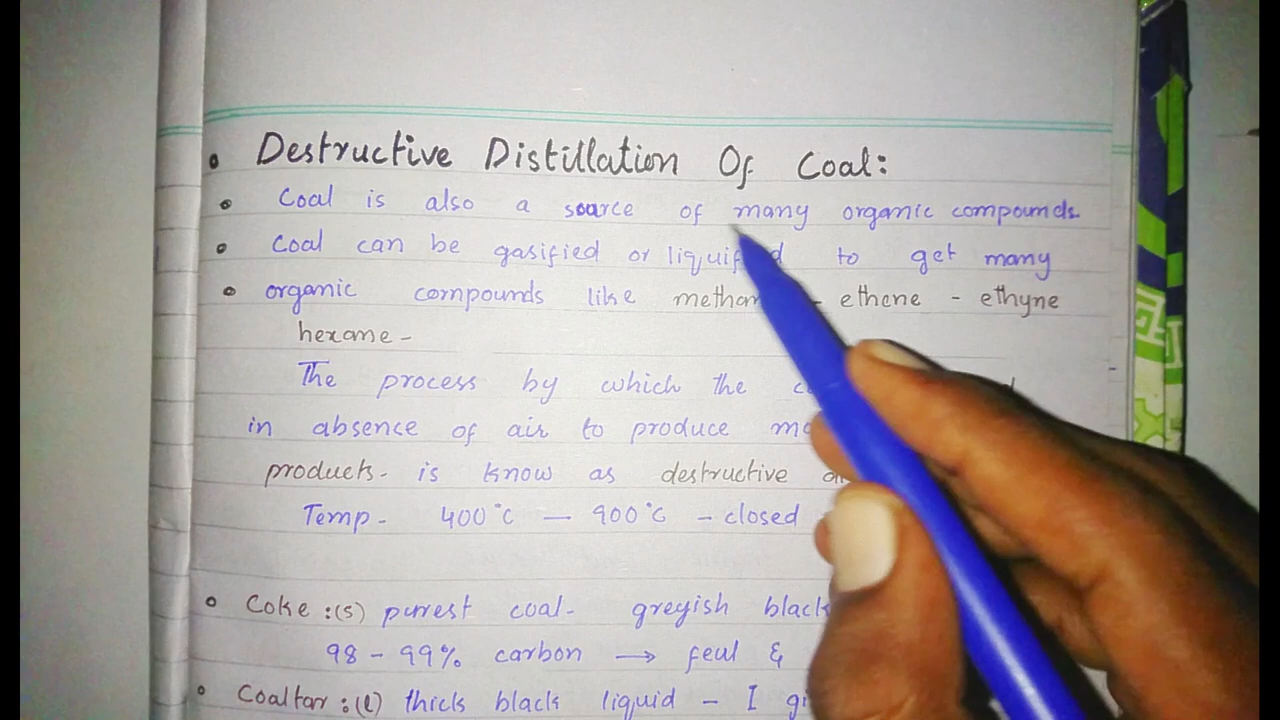 Destructive Distillation Of Coal:
Coal is also a source of many organic compounds.
Coal can be gasified or liquified to get many
organic compounds like methan - ethene - ethyne
hexane -
The process by which the
in absence of air to produce
products - is know as destructive
Temp - 400°C — 900°C - closed
Coke :(s) purest coal - greyish black
98 - 99% carbon → feul &
Coaltar :(l) thick black liquid - I